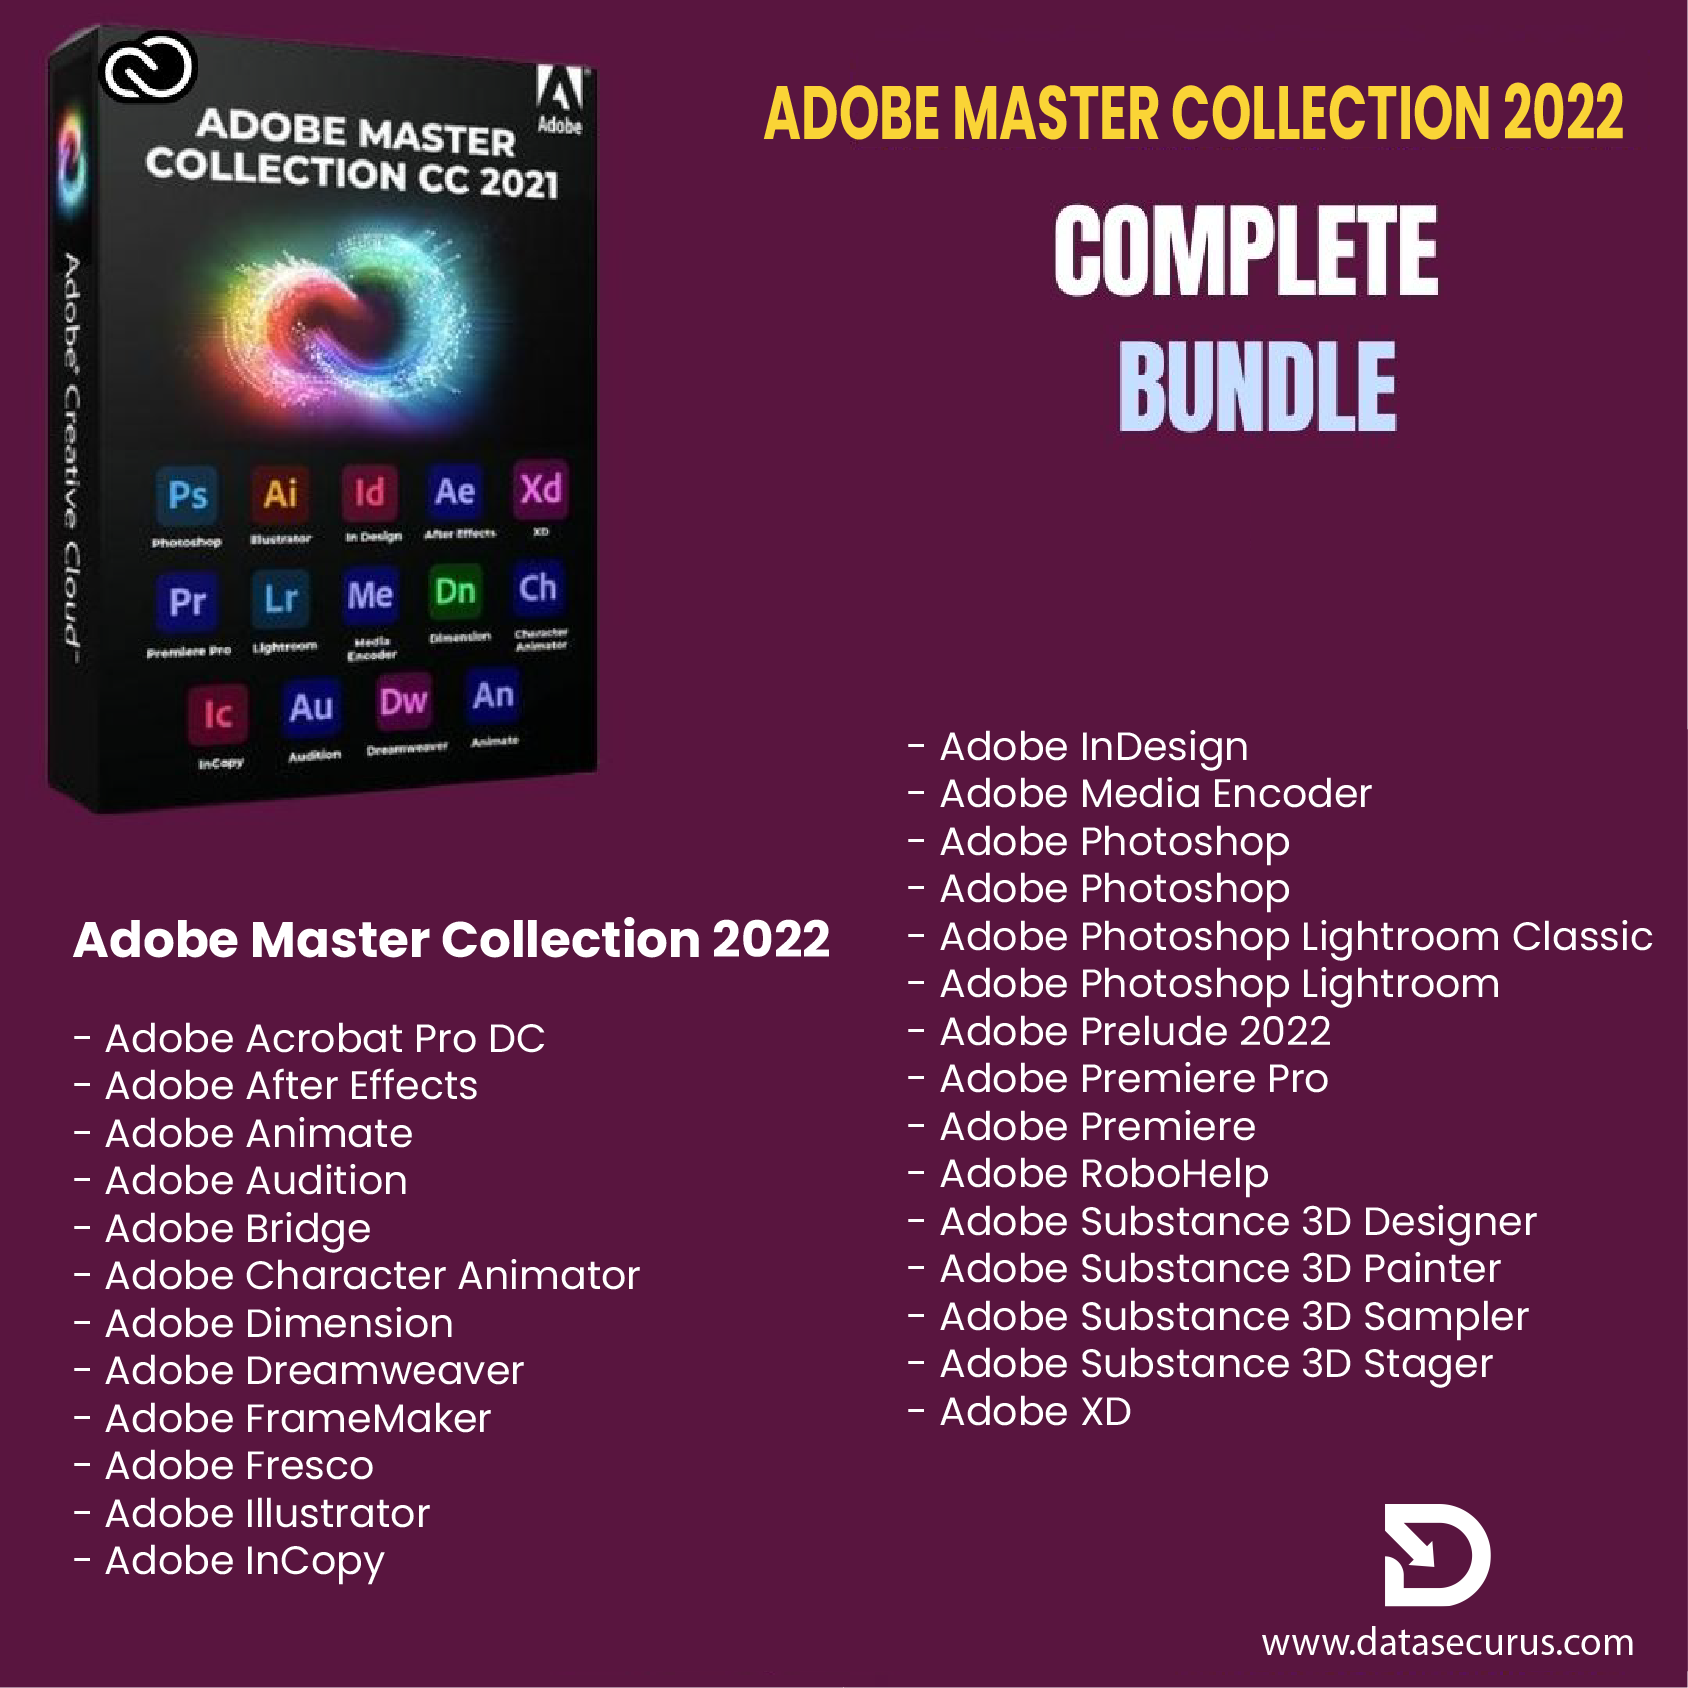 ADOBE MASTER COLLECTION 2022
COMPLETE
BUNDLE
Adobe
ADOBE MASTER
COLLECTION CC 2021
Adobe® Creative Cloud™
Ps
Ai
Id
Ae
Xd
Photoshop
Illustrator
In Design
After Effects
XD
Pr
Lr
Me
Dn
Ch
Premiere Pro
Lightroom
Media
Encoder
Dimension
Character
Animator
Ic
Au
Dw
An
InCopy
Audition
Dreamweaver
Animate
Adobe Master Collection 2022
- Adobe Acrobat Pro DC
- Adobe After Effects
- Adobe Animate
- Adobe Audition
- Adobe Bridge
- Adobe Character Animator
- Adobe Dimension
- Adobe Dreamweaver
- Adobe FrameMaker
- Adobe Fresco
- Adobe Illustrator
- Adobe InCopy
- Adobe InDesign
- Adobe Media Encoder
- Adobe Photoshop
- Adobe Photoshop
- Adobe Photoshop Lightroom Classic
- Adobe Photoshop Lightroom
- Adobe Prelude 2022
- Adobe Premiere Pro
- Adobe Premiere
- Adobe RoboHelp
- Adobe Substance 3D Designer
- Adobe Substance 3D Painter
- Adobe Substance 3D Sampler
- Adobe Substance 3D Stager
- Adobe XD
www.datasecurus.com